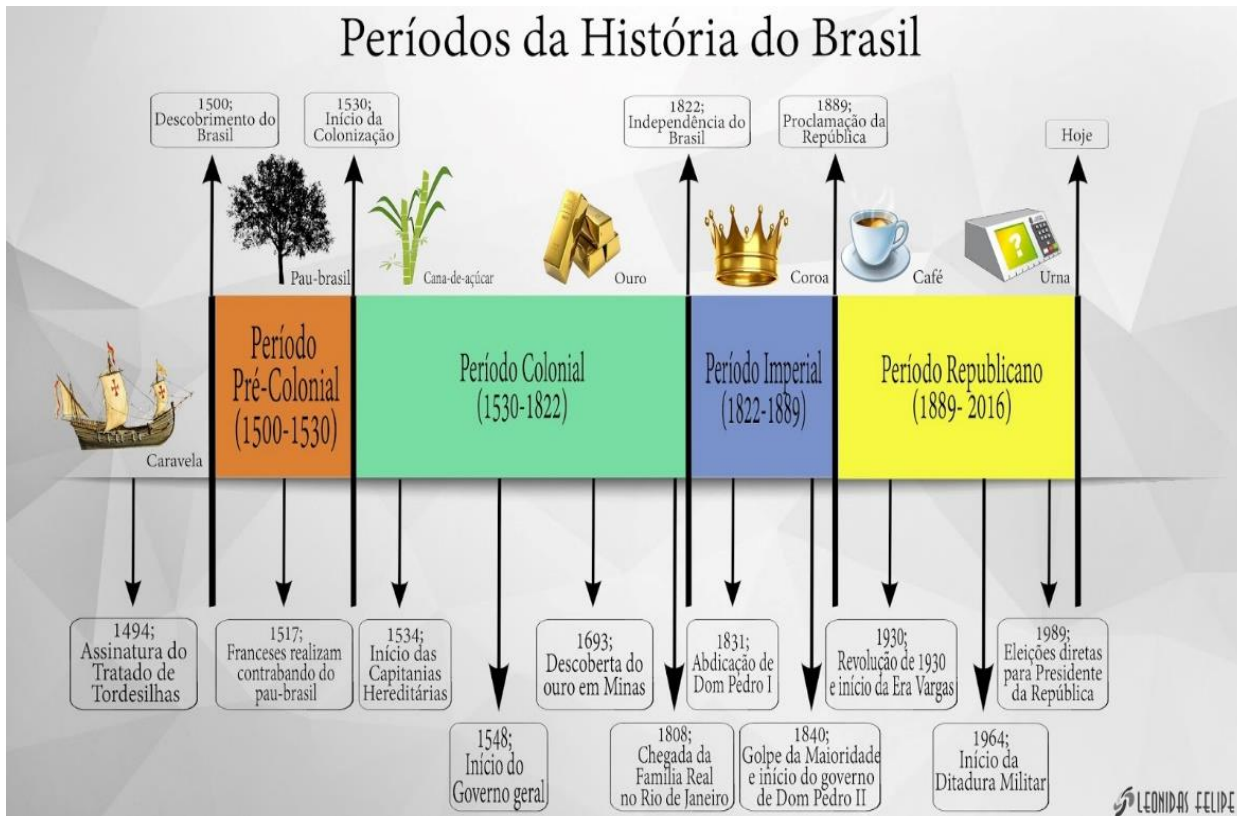 Períodos da História do Brasil
1500;
Descobrimento do
Brasil
1530;
Início da
Colonização
1822;
Independência do
Brasil
1889;
Proclamação da
República
Hoje
Pau-brasil
Cana-de-açúcar
Ouro
Coroa
Café
Urna
?
Caravela
Período
Pré-Colonial
(1500-1530)
Período Colonial
(1530-1822)
Período Imperial
(1822-1889)
Período Republicano
(1889- 2016)
1494;
Assinatura do
Tratado de
Tordesilhas
1517;
Franceses realizam
contrabando do
pau-brasil
1534;
Início das
Capitanias
Hereditárias
1693;
Descoberta do
ouro em Minas
1831;
Abdicação de
Dom Pedro I
1930;
Revolução de 1930
e início da Era Vargas
1989;
Eleições diretas
para Presidente
da República
1548;
Início do
Governo geral
1808;
Chegada da
Família Real
no Rio de Janeiro
1840;
Golpe da Maioridade
e início do governo
de Dom Pedro II
1964;
Início da
Ditadura Militar
LEONIDAS FELIPE